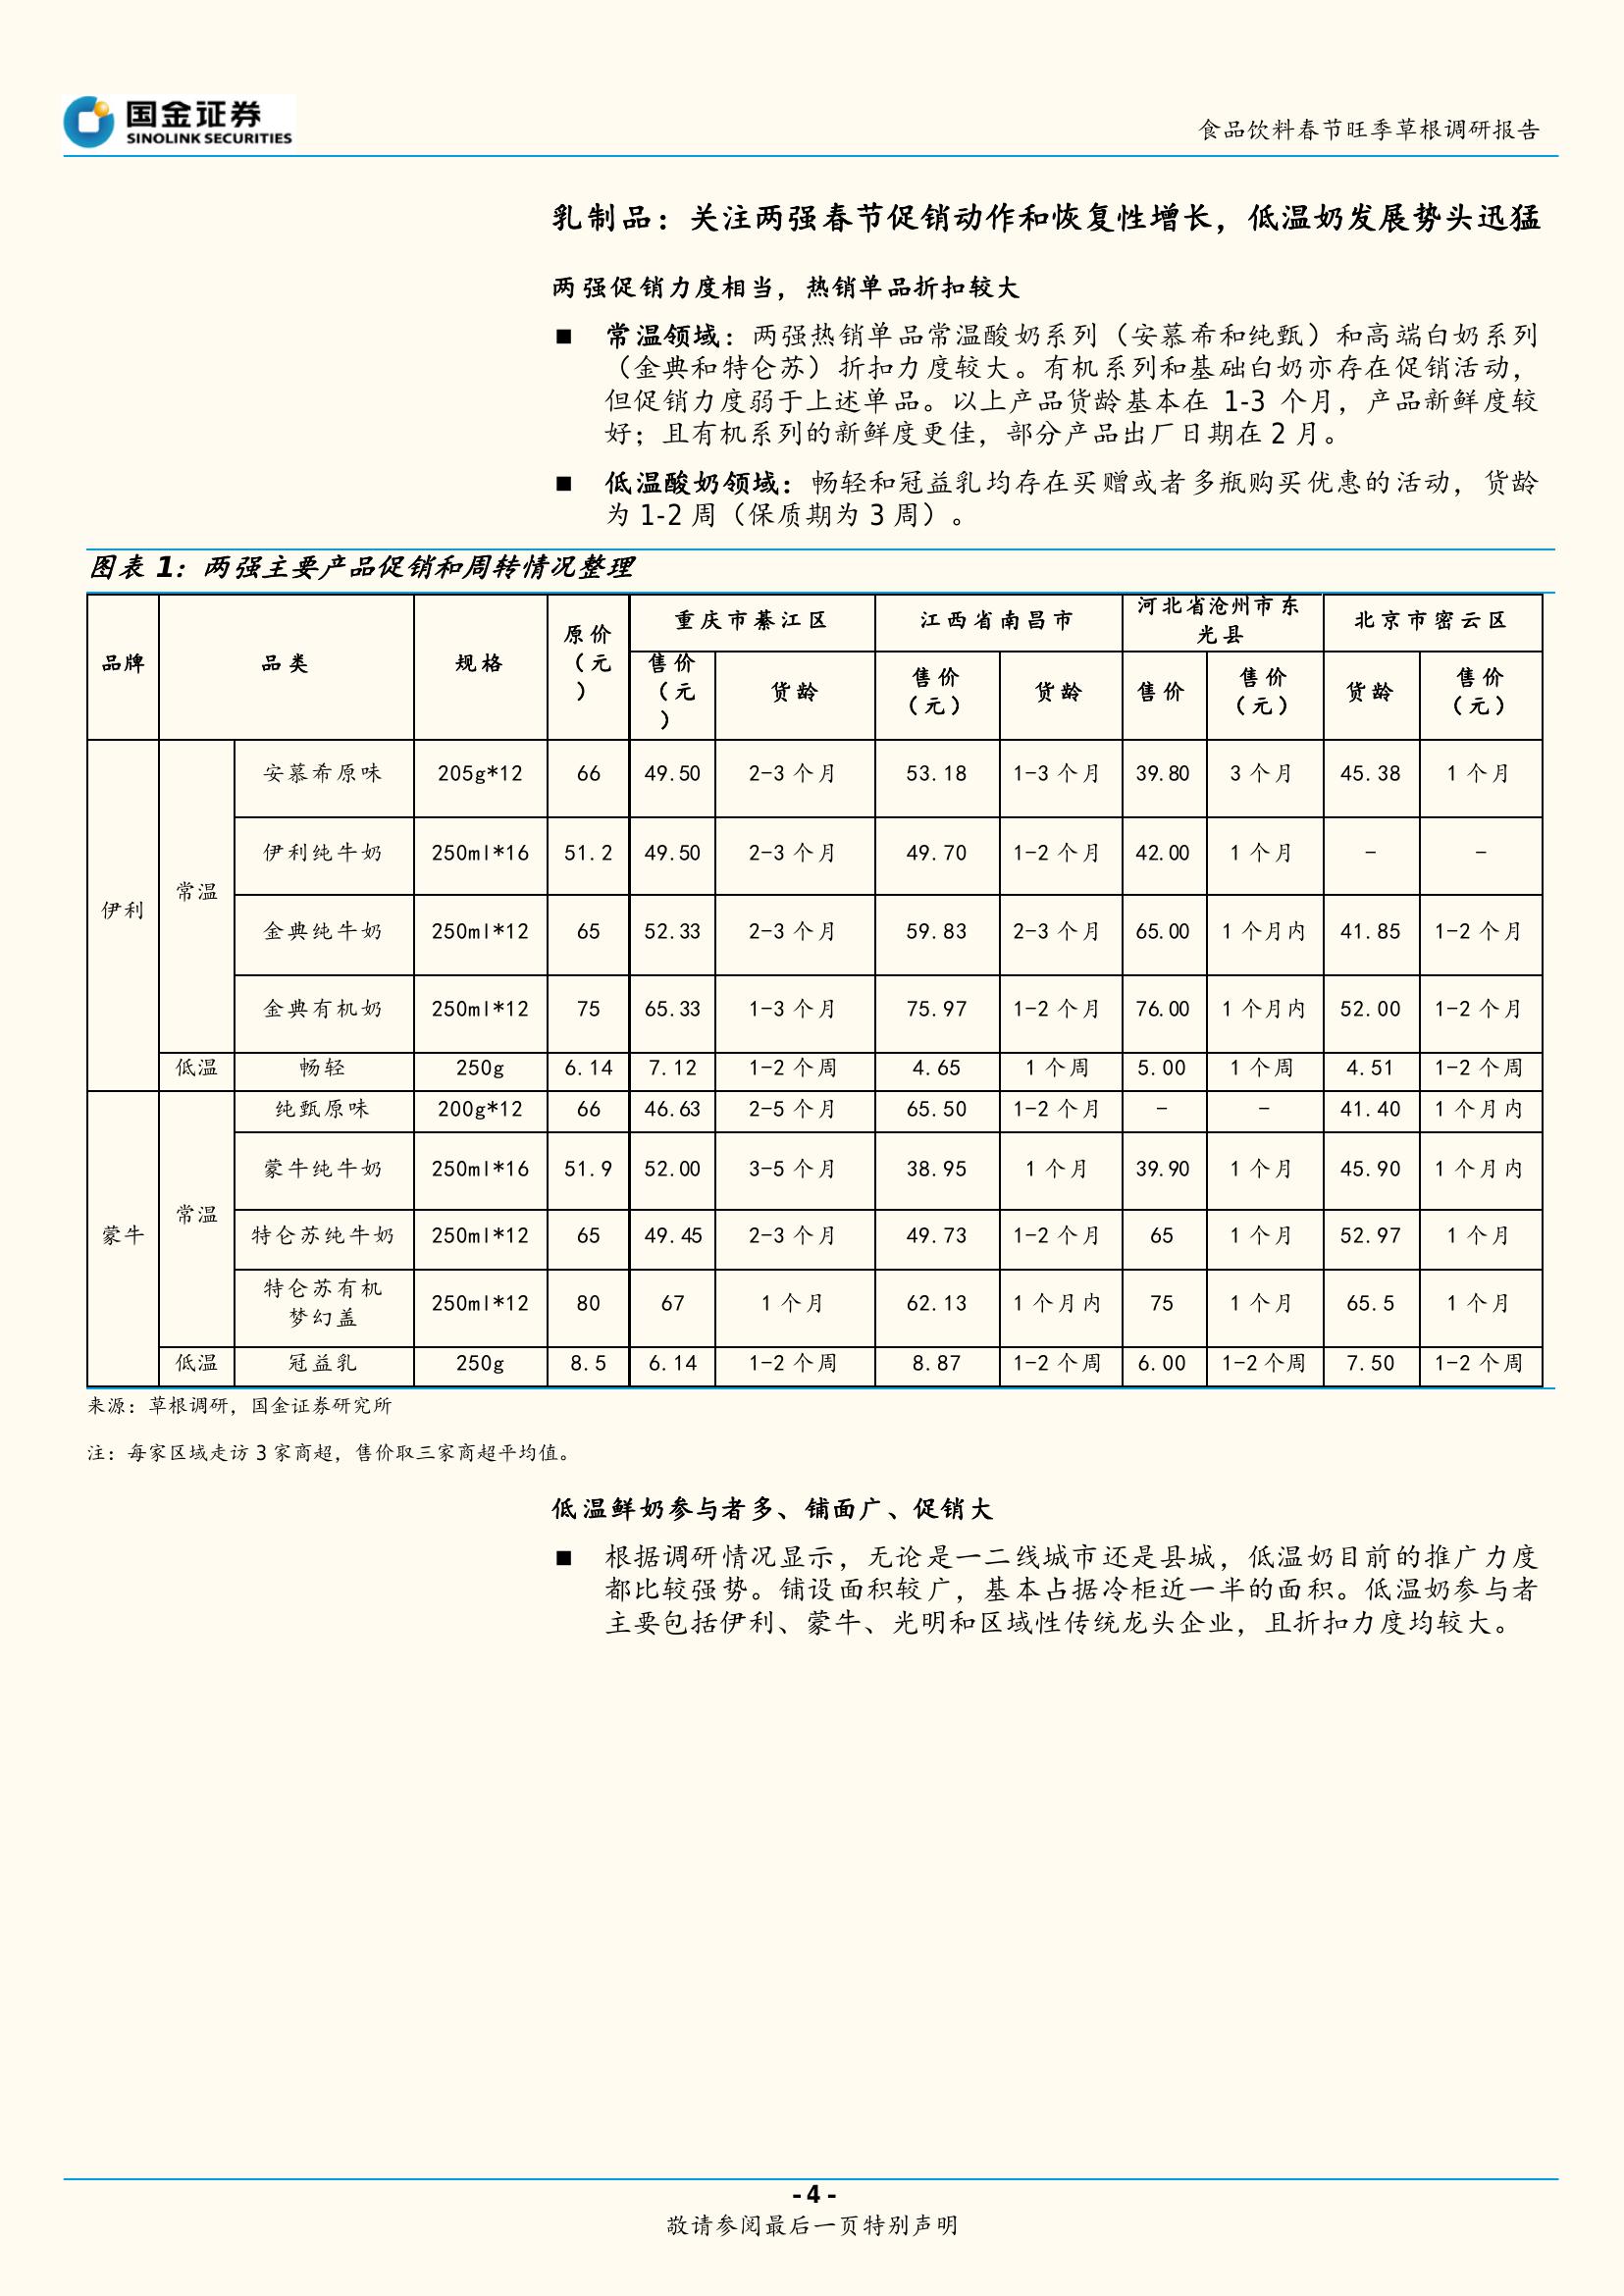 国金证券
SINOLINK SECURITIES
食品饮料春节旺季草根调研报告
乳制品：关注两强春节促销动作和恢复性增长，低温奶发展势头迅猛
两强促销力度相当，热销单品折扣较大
■ 常温领域：两强热销单品常温酸奶系列（安慕希和纯甄）和高端白奶系列
（金典和特仑苏）折扣力度较大。有机系列和基础白奶亦存在促销活动，
但促销力度弱于上述单品。以上产品货龄基本在 1-3 个月，产品新鲜度较
好；且有机系列的新鲜度更佳，部分产品出厂日期在 2 月。
■ 低温酸奶领域：畅轻和冠益乳均存在买赠或者多瓶购买优惠的活动，货龄
为 1-2 周（保质期为 3 周）。
图表 1：两强主要产品促销和周转情况整理
品牌 品类 规格 原价（元） 重庆市綦江区 江西省南昌市 河北省沧州市东光县 北京市密云区
售价（元） 货龄 售价（元） 货龄 售价 售价（元） 货龄 售价（元）
伊利 常温 安慕希原味 205g*12 66 49.50 2-3 个月 53.18 1-3 个月 39.80 3 个月 45.38 1 个月
伊利纯牛奶 250ml*16 51.2 49.50 2-3 个月 49.70 1-2 个月 42.00 1 个月 - -
金典纯牛奶 250ml*12 65 52.33 2-3 个月 59.83 2-3 个月 65.00 1 个月内 41.85 1-2 个月
金典有机奶 250ml*12 75 65.33 1-3 个月 75.97 1-2 个月 76.00 1 个月内 52.00 1-2 个月
低温 畅轻 250g 6.14 7.12 1-2 个周 4.65 1 个周 5.00 1 个周 4.51 1-2 个周
蒙牛 常温 纯甄原味 200g*12 66 46.63 2-5 个月 65.50 1-2 个月 - - 41.40 1 个月内
蒙牛纯牛奶 250ml*16 51.9 52.00 3-5 个月 38.95 1 个月 39.90 1 个月 45.90 1 个月内
特仑苏纯牛奶 250ml*12 65 49.45 2-3 个月 49.73 1-2 个月 65 1 个月 52.97 1 个月
特仑苏有机梦幻盖 250ml*12 80 67 1 个月 62.13 1 个月内 75 1 个月 65.5 1 个月
低温 冠益乳 250g 8.5 6.14 1-2 个周 8.87 1-2 个周 6.00 1-2 个周 7.50 1-2 个周
来源：草根调研，国金证券研究所
注：每家区域走访 3 家商超，售价取三家商超平均值。
低温鲜奶参与者多、铺面广、促销大
■ 根据调研情况显示，无论是一二线城市还是县城，低温奶目前的推广力度
都比较强势。铺设面积较广，基本占据冷柜近一半的面积。低温奶参与者
主要包括伊利、蒙牛、光明和区域性传统龙头企业，且折扣力度均较大。
- 4 -
敬请参阅最后一页特别声明